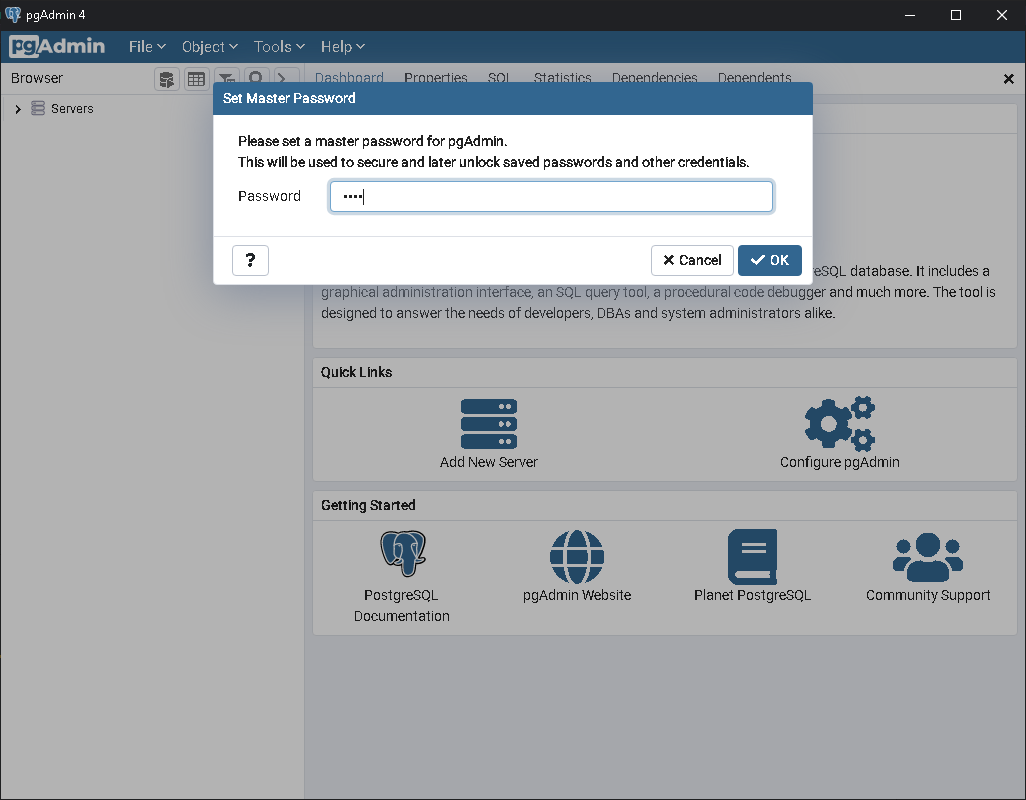 pgAdmin 4
pgAdmin File Object Tools Help
Browser Dashboard Properties SQL Statistics Dependencies Dependents
Set Master Password
Servers
Please set a master password for pgAdmin.
This will be used to secure and later unlock saved passwords and other credentials.
Password ••••
? Cancel OK
eSQL database. It includes a
graphical administration interface, an SQL query tool, a procedural code debugger and much more. The tool is
designed to answer the needs of developers, DBAs and system administrators alike.
Quick Links
Add New Server Configure pgAdmin
Getting Started
PostgreSQL Documentation
pgAdmin Website
Planet PostgreSQL
Community Support